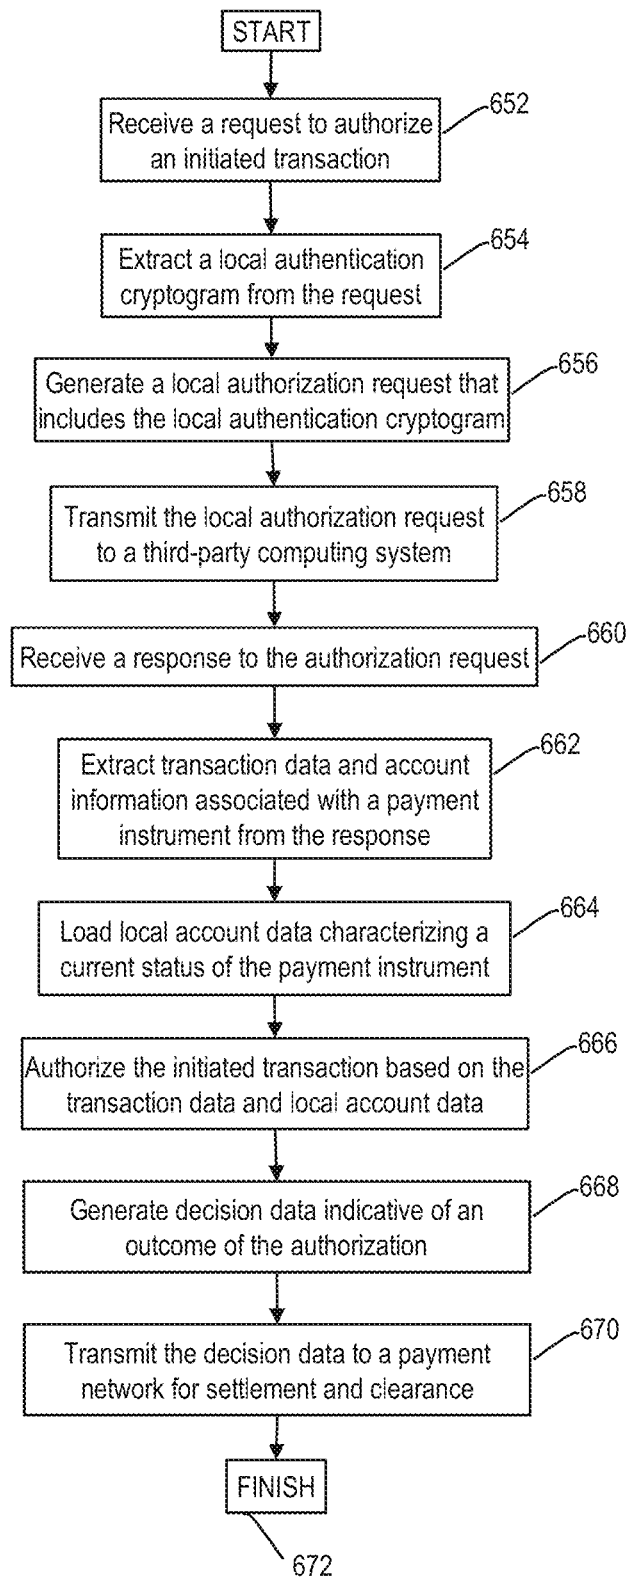 START
652
Receive a request to authorize
an initiated transaction
654
Extract a local authentication
cryptogram from the request
656
Generate a local authorization request that
includes the local authentication cryptogram
658
Transmit the local authorization request
to a third-party computing system
660
Receive a response to the authorization request
662
Extract transaction data and account
information associated with a payment
instrument from the response
664
Load local account data characterizing a
current status of the payment instrument
666
Authorize the initiated transaction based on the
transaction data and local account data
668
Generate decision data indicative of an
outcome of the authorization
670
Transmit the decision data to a payment
network for settlement and clearance
FINISH
672